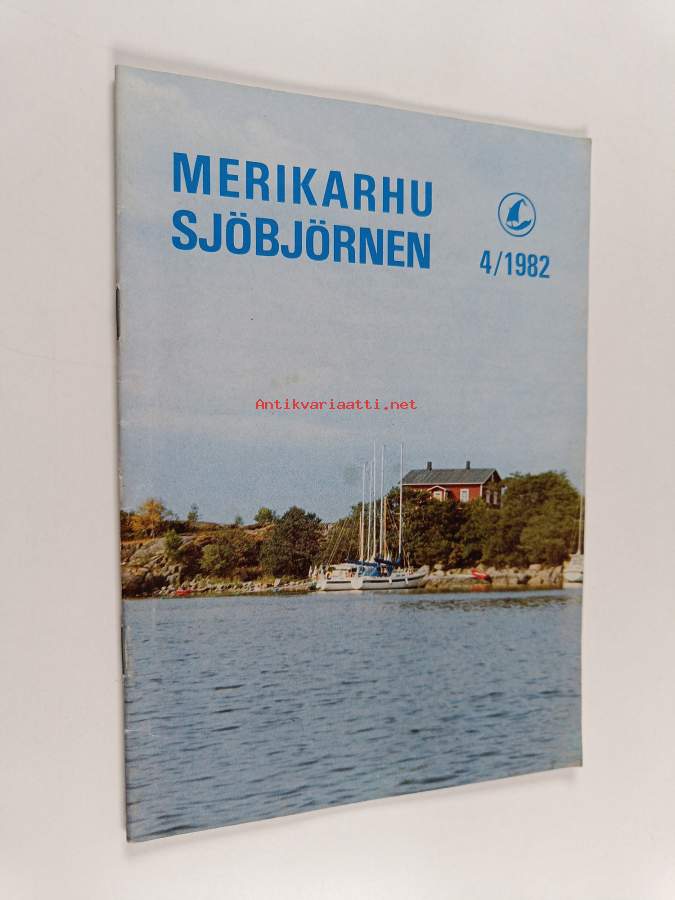 MERIKARHU
SJÖBJÖRNEN
4/1982
Antikvariaatti.net